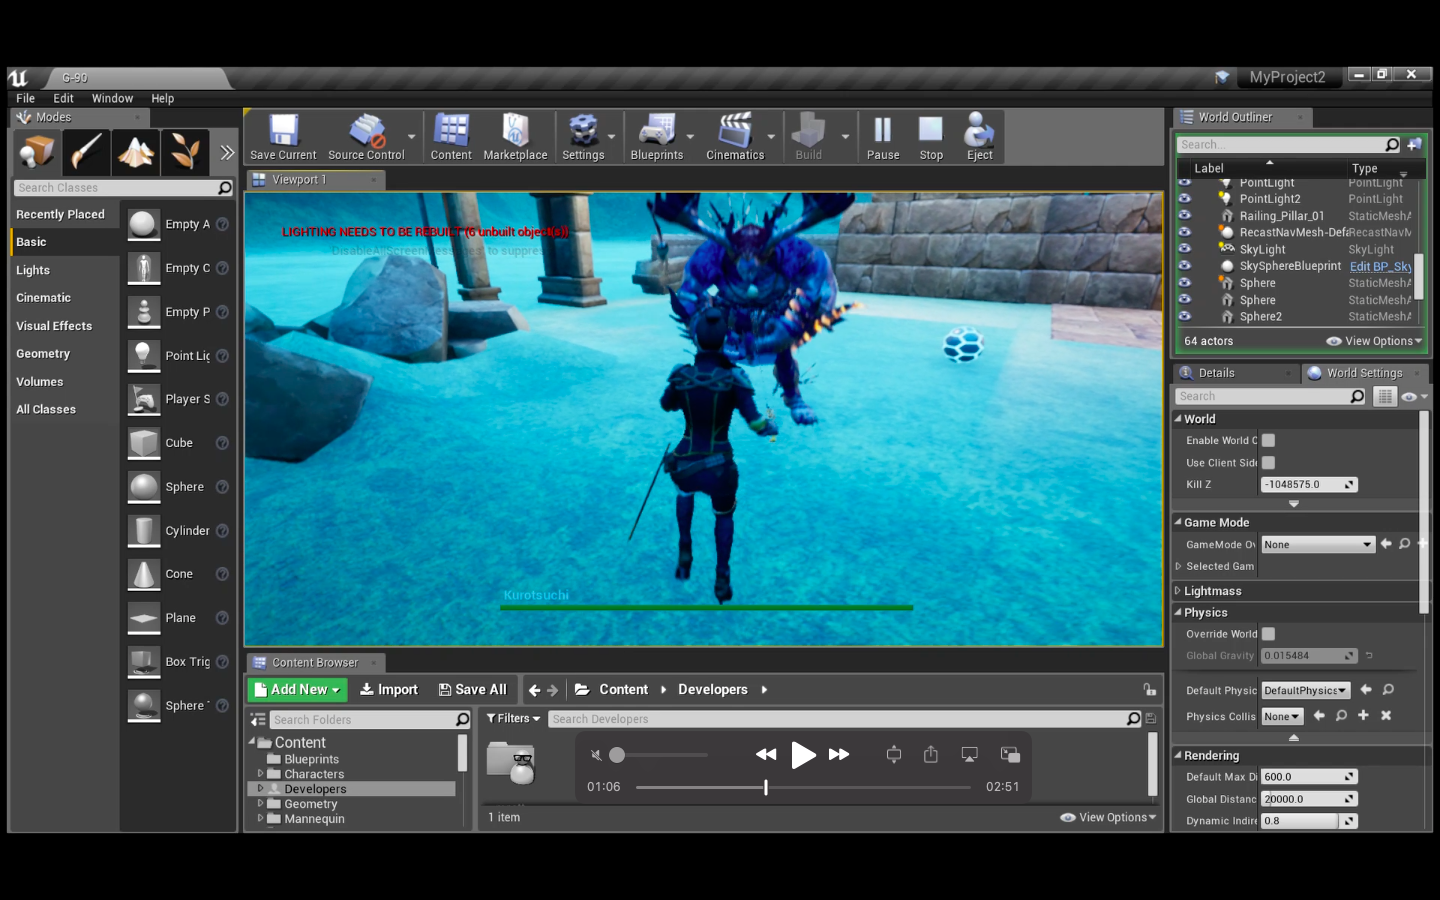 G-90
MyProject2
File Edit Window Help
Modes
Search Classes
Recently Placed
Basic
Lights
Cinematic
Visual Effects
Geometry
Volumes
All Classes
Empty A
Empty C
Empty P
Point Lig
Player S
Cube
Sphere
Cylinder
Cone
Plane
Box Trig
Sphere T
Save Current
Source Control
Content
Marketplace
Settings
Blueprints
Cinematics
Build
Pause
Stop
Eject
Viewport 1
LIGHTING NEEDS TO BE REBUILT (6 unbuilt object(s))
Kurotsuchi
Content Browser
Add New
Import
Save All
Content
Developers
Search Folders
Filters
Search Developers
Content
Blueprints
Characters
Developers
Geometry
Mannequin
01:06
02:51
1 item
View Options
World Outliner
Search...
Label Type
PointLight PointLight
PointLight2 PointLight
Railing_Pillar_01 StaticMeshA
RecastNavMesh-Defa RecastNavM
SkyLight SkyLight
SkySphereBlueprint Edit BP_Sky
Sphere StaticMeshA
Sphere StaticMeshA
Sphere2 StaticMeshA
64 actors
View Options
Details
World Settings
Search
World
Enable World C
Use Client Side
Kill Z -1048575.0
Game Mode
GameMode Ov None
Selected Gam
Lightmass
Physics
Override World
Global Gravity 0.015484
Default Physic DefaultPhysics
Physics Collis None
Rendering
Default Max Di 600.0
Global Distanc 20000.0
Dynamic Indire 0.8